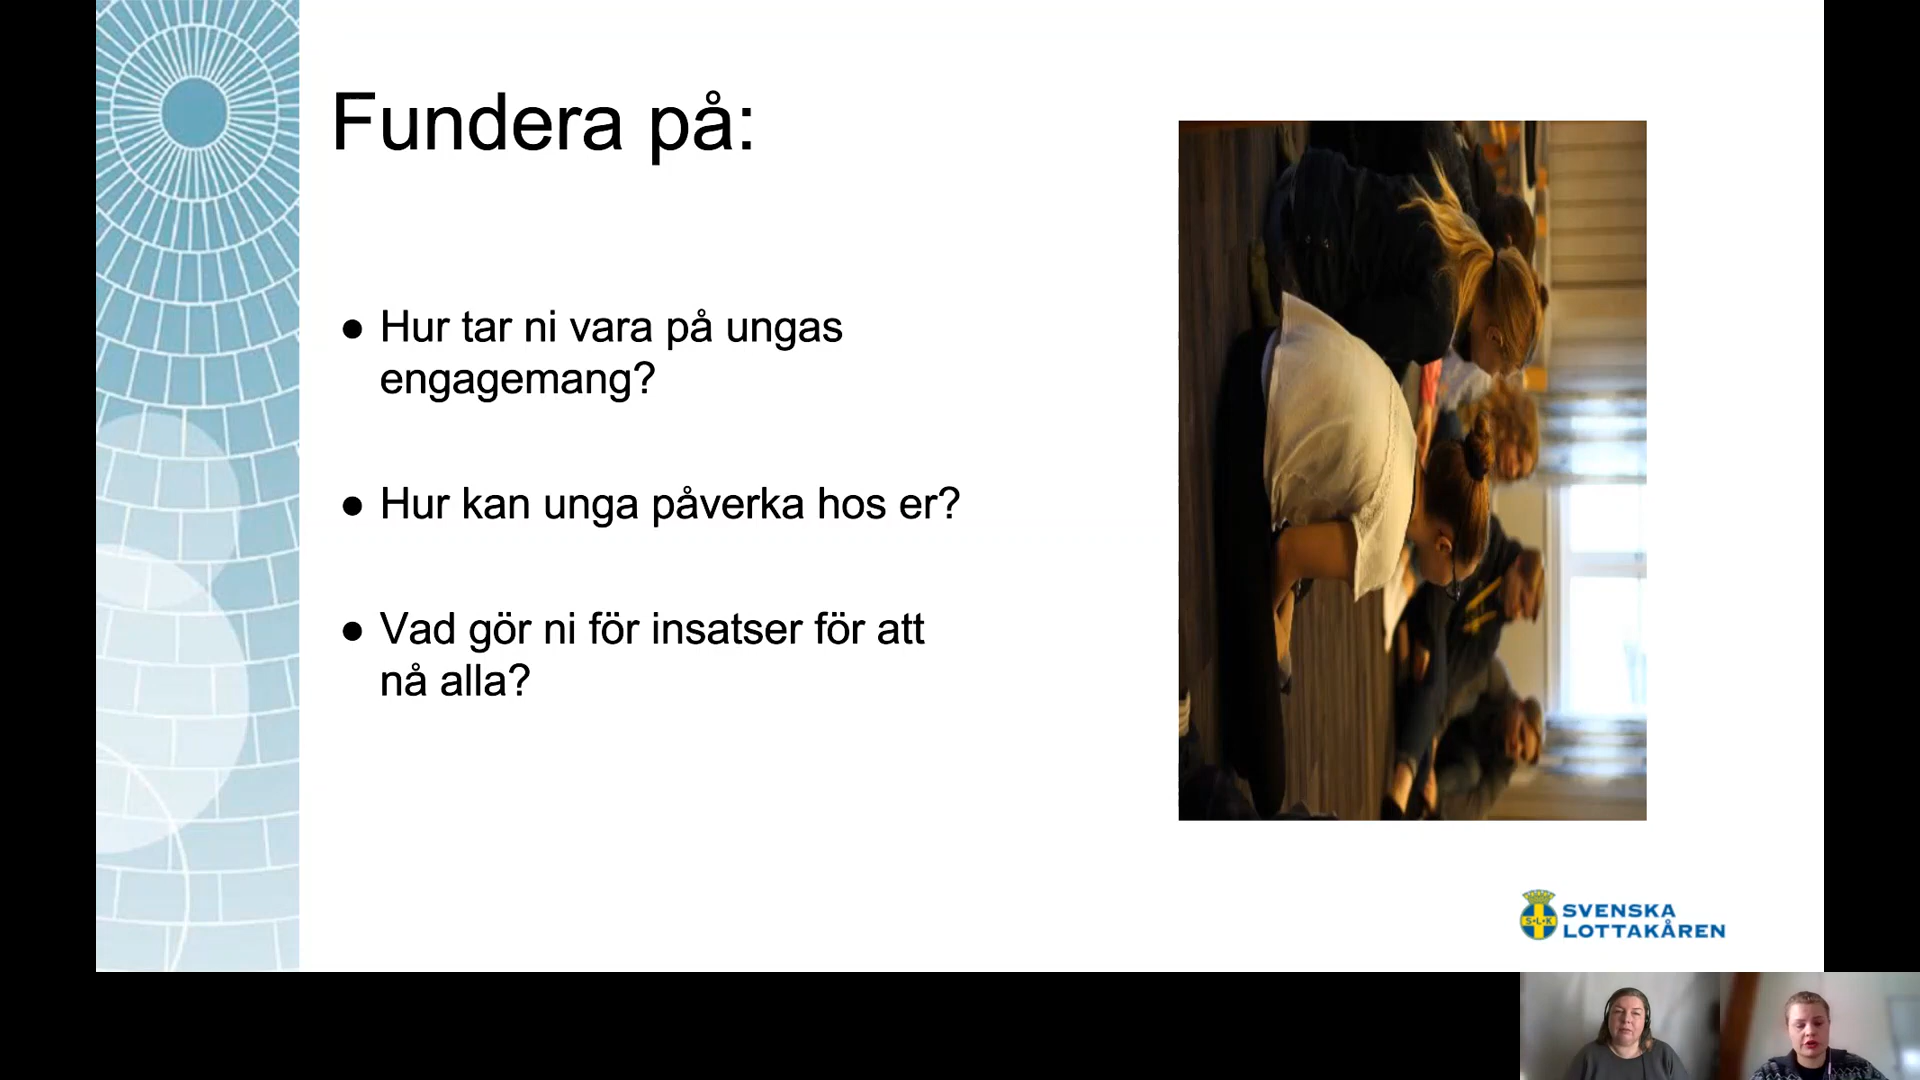 Fundera på:
● Hur tar ni vara på ungas
engagemang?
● Hur kan unga påverka hos er?
● Vad gör ni för insatser för att
nå alla?
S•L•K
SVENSKA
LOTTAKÅREN